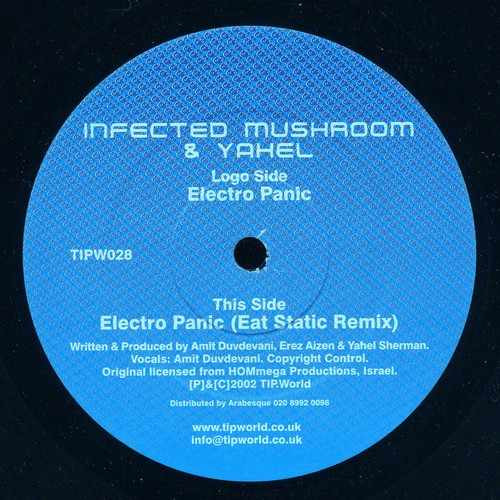 INFECTED MUSHROOM
& YAHEL
Logo Side
Electro Panic
TIPW028
This Side
Electro Panic (Eat Static Remix)
Written & Produced by Amit Duvdevani, Erez Aizen & Yahel Sherman.
Vocals: Amit Duvdevani. Copyright Control.
Original licensed from HOMmega Productions, Israel.
[P]&[C]2002 TIP.World
Distributed by Arabesque 020 8992 0098
www.tipworld.co.uk
info@tipworld.co.uk